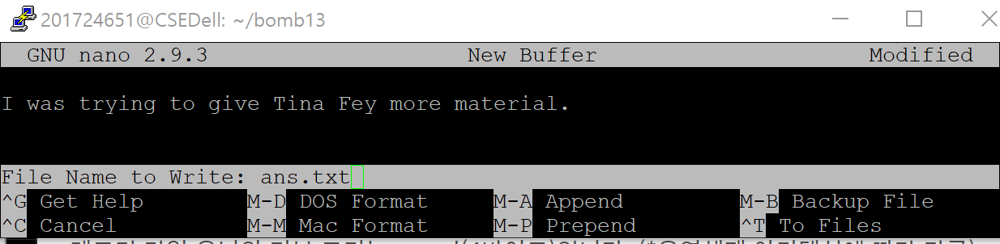 201724651@CSEDell: ~/bomb13
GNU nano 2.9.3 New Buffer Modified
I was trying to give Tina Fey more material.
File Name to Write: ans.txt
^G Get Help M-D DOS Format M-A Append M-B Backup File
^C Cancel M-M Mac Format M-P Prepend ^T To Files